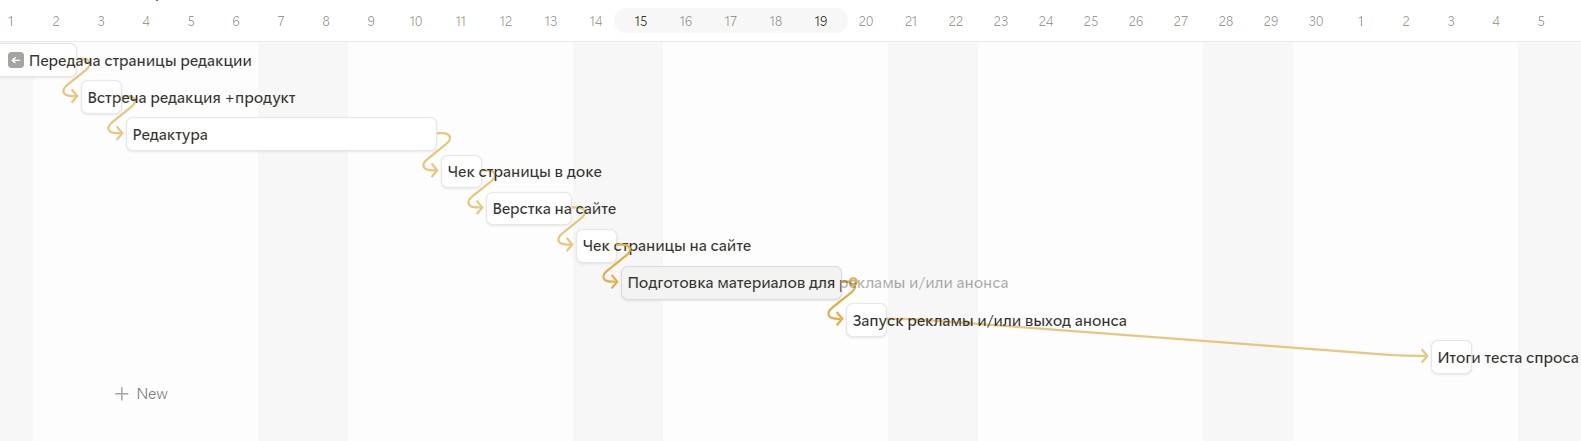 1 2 3 4 5 6 7 8 9 10 11 12 13 14 15 16 17 18 19 20 21 22 23 24 25 26 27 28 29 30 1 2 3 4 5
Передача страницы редакции
Встреча редакция +продукт
Редактура
Чек страницы в доке
Верстка на сайте
Чек страницы на сайте
Подготовка материалов для рекламы и/или анонса
Запуск рекламы и/или выход анонса
Итоги теста спроса
+ New